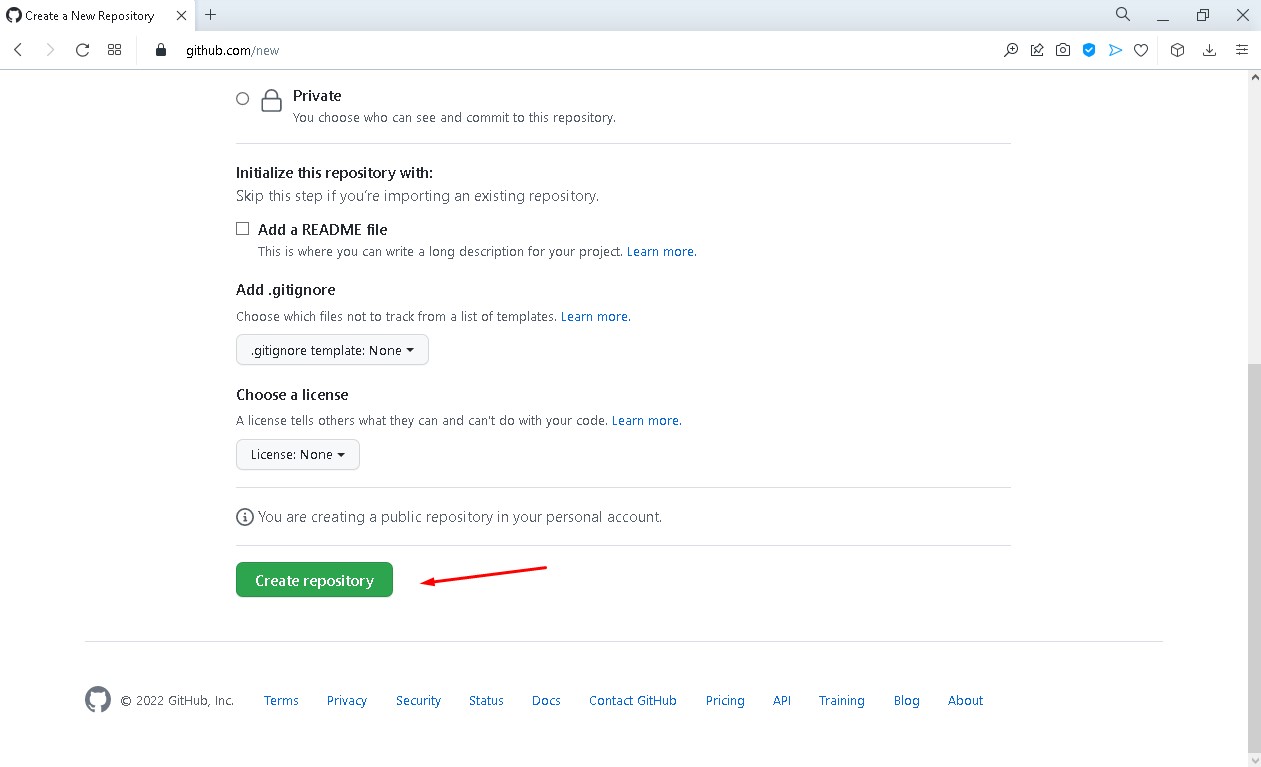 Create a New Repository
github.com/new
Private
You choose who can see and commit to this repository.
Initialize this repository with:
Skip this step if you’re importing an existing repository.
Add a README file
This is where you can write a long description for your project. Learn more.
Add .gitignore
Choose which files not to track from a list of templates. Learn more.
.gitignore template: None
Choose a license
A license tells others what they can and can't do with your code. Learn more.
License: None
You are creating a public repository in your personal account.
Create repository
© 2022 GitHub, Inc. Terms Privacy Security Status Docs Contact GitHub Pricing API Training Blog About